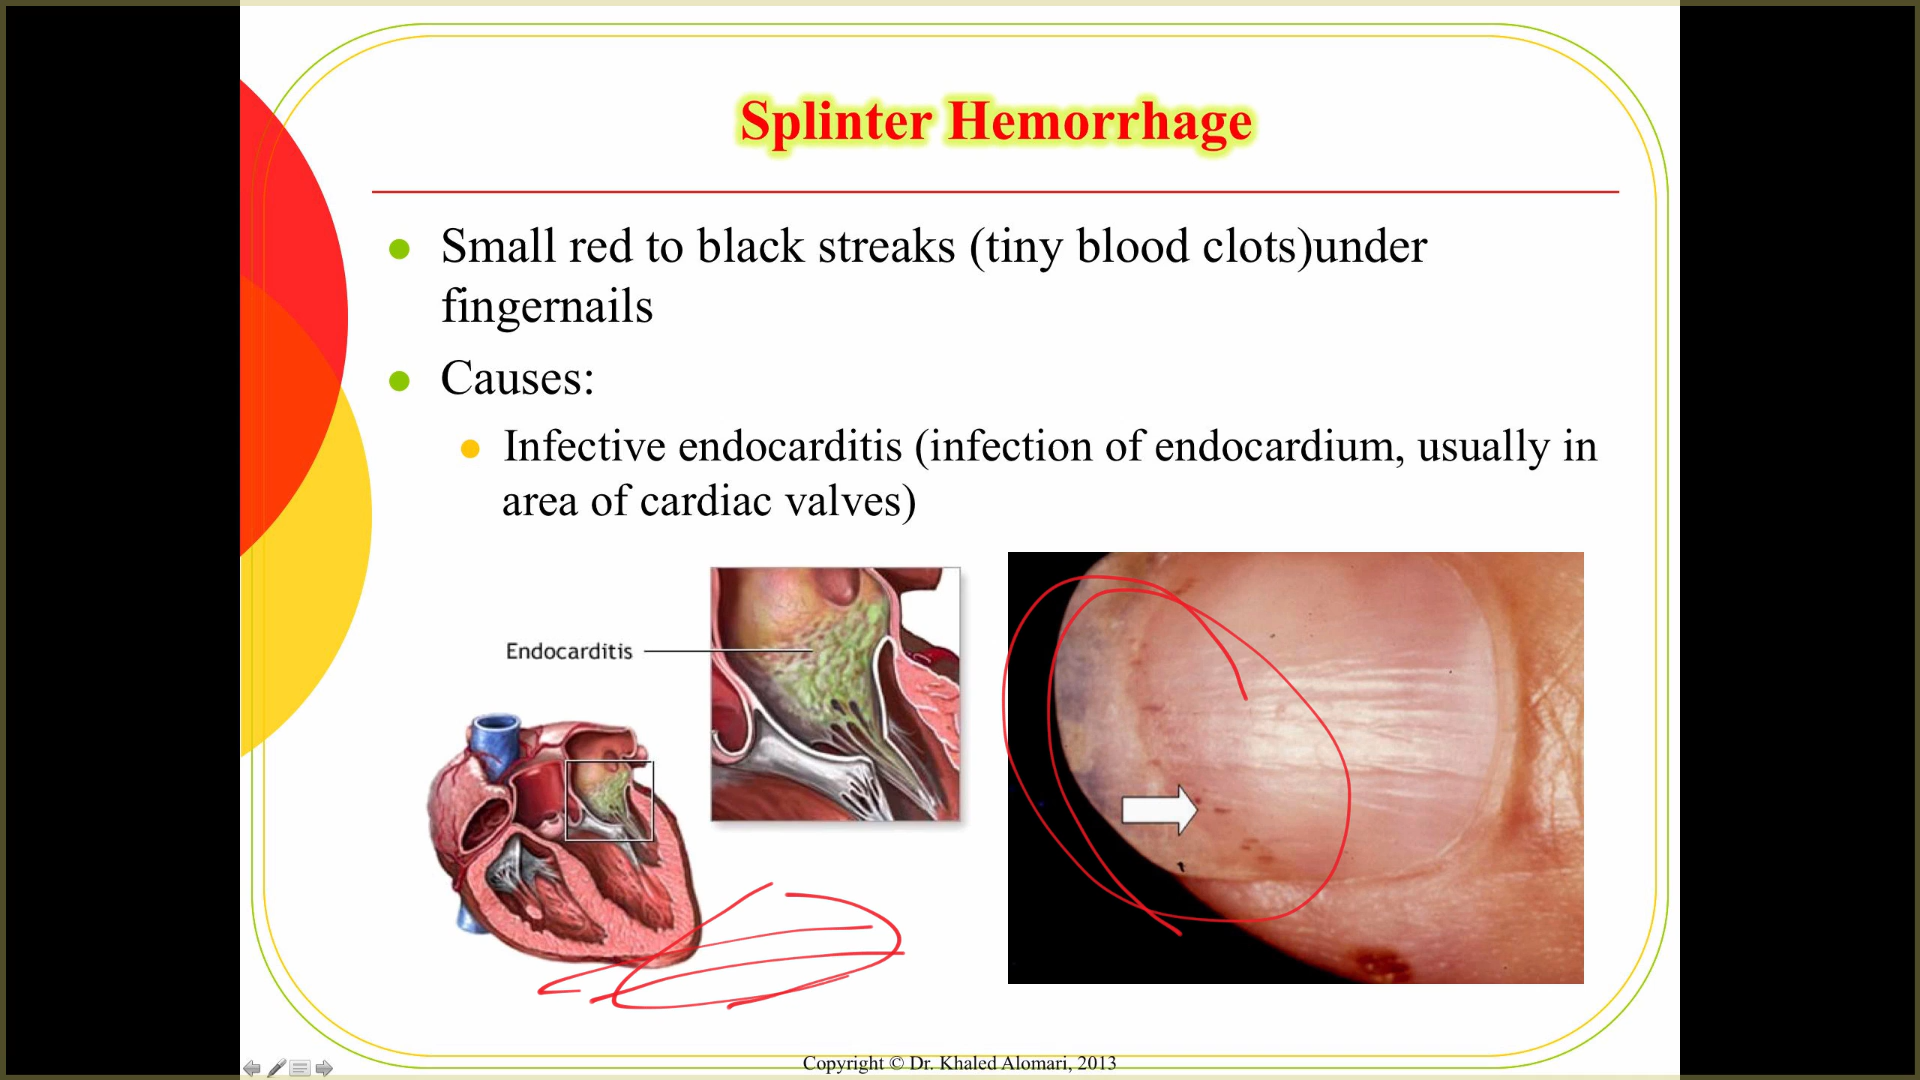 Splinter Hemorrhage
Small red to black streaks (tiny blood clots)under
fingernails
Causes:
Infective endocarditis (infection of endocardium, usually in
area of cardiac valves)
Endocarditis
Copyright © Dr. Khaled Alomari, 2013